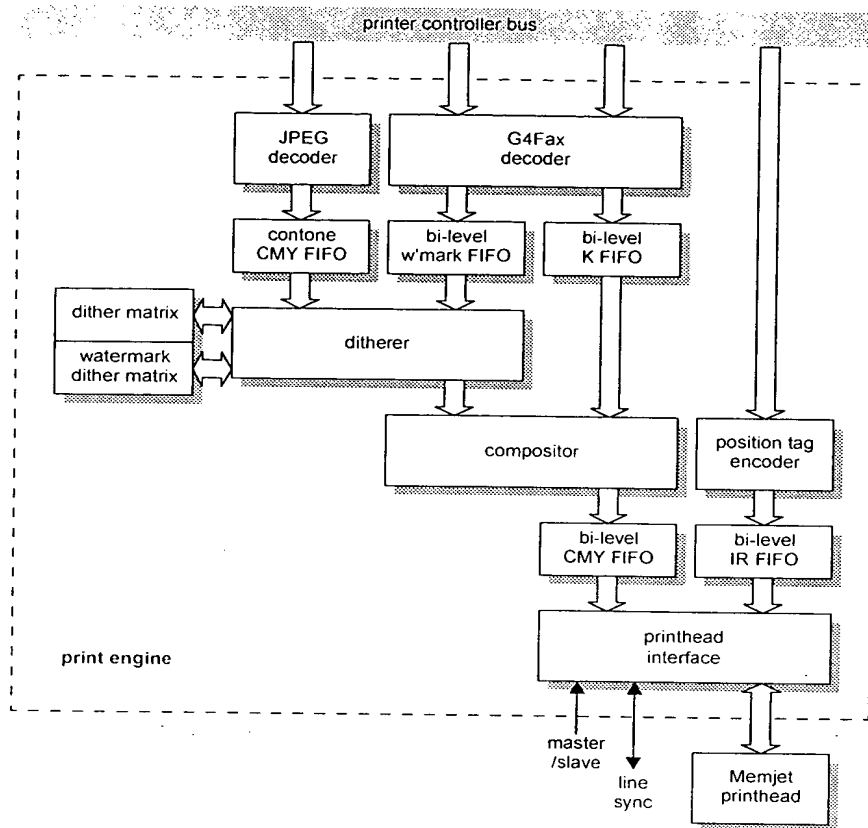 printer controller bus
JPEG
decoder
G4Fax
decoder
contone
CMY FIFO
bi-level
w'mark FIFO
bi-level
K FIFO
dither matrix
watermark
dither matrix
ditherer
compositor
position tag
encoder
bi-level
CMY FIFO
bi-level
IR FIFO
print engine
printhead
interface
master
/slave
line
sync
Memjet
printhead